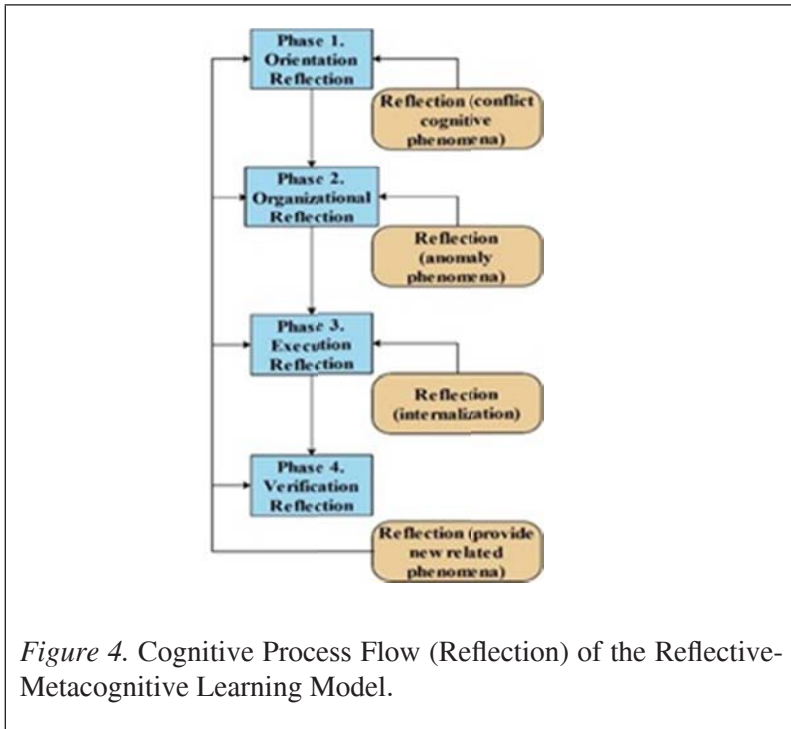 Phase 1.
Orientation
Reflection
Reflection (conflict
cognitive
phenomena)
Phase 2.
Organizational
Reflection
Reflection
(anomaly
phenomena)
Phase 3.
Execution
Reflection
Reflection
(internalization)
Phase 4.
Verification
Reflection
Reflection (provide
new related
phenomena)
Figure 4. Cognitive Process Flow (Reflection) of the Reflective-
Metacognitive Learning Model.